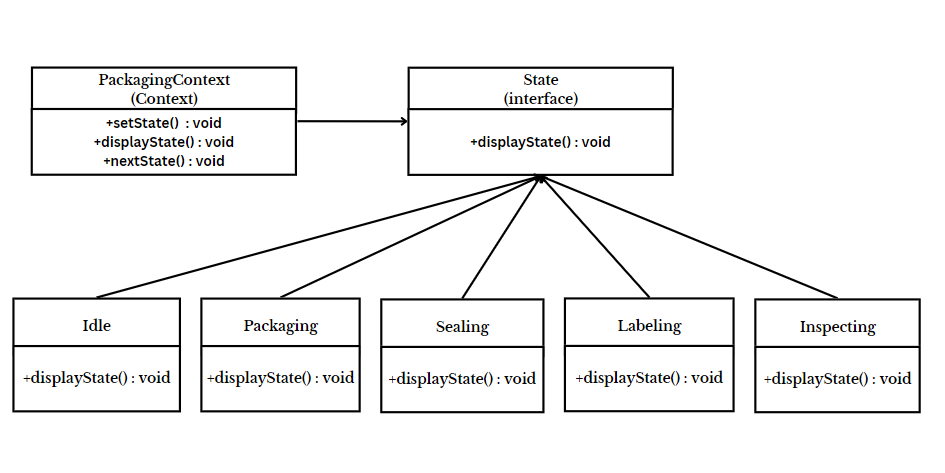 PackagingContext
(Context)
+setState() : void
+displayState() : void
+nextState() : void
State
(interface)
+displayState() : void
Idle
+displayState() : void
Packaging
+displayState() : void
Sealing
+displayState() : void
Labeling
+displayState() : void
Inspecting
+displayState() : void